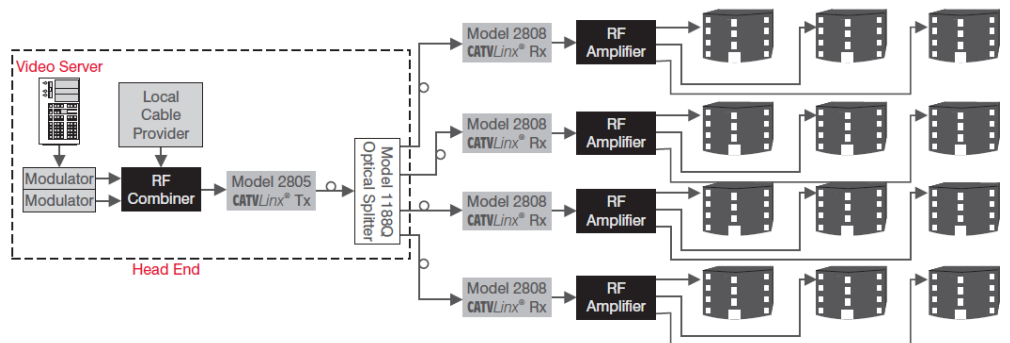 Video Server
Local
Cable
Provider
Modulator
Modulator
RF
Combiner
Model 2805
CATVLinx® Tx
Model 1188Q
Optical Splitter
Head End
Model 2808
CATVLinx® Rx
RF
Amplifier
Model 2808
CATVLinx® Rx
RF
Amplifier
Model 2808
CATVLinx® Rx
RF
Amplifier
Model 2808
CATVLinx® Rx
RF
Amplifier